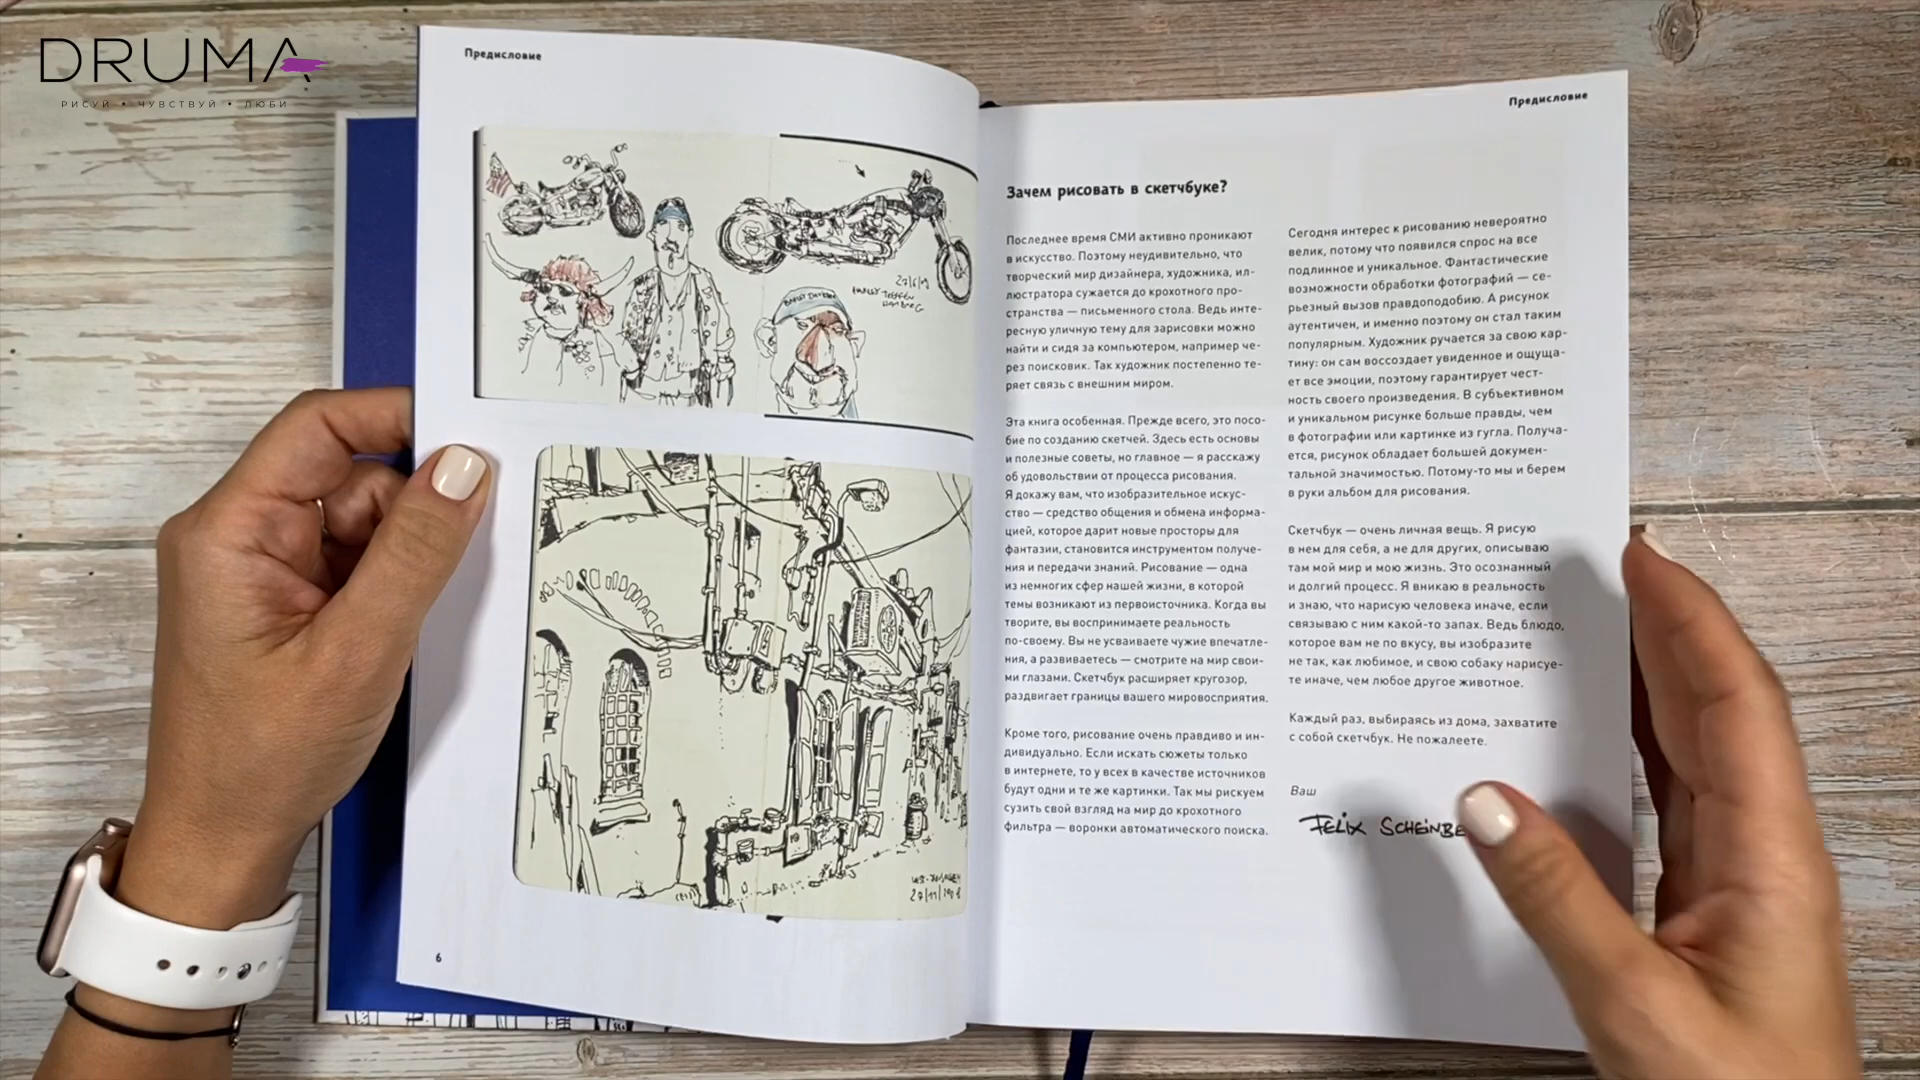 DRUMA
РИСУЙ • ЧУВСТВУЙ • ЛЮБИ
Предисловие
27/6/19
HARLEY DAVIDSON
HAMBURG
27/11/
6
Предисловие
Зачем рисовать в скетчбуке?
Последнее время СМИ активно проникают
в искусство. Поэтому неудивительно, что
творческий мир дизайнера, художника, ил-
люстратора сужается до крохотного про-
странства — письменного стола. Ведь инте-
ресную уличную тему для зарисовки можно
найти и сидя за компьютером, например че-
рез поисковик. Так художник постепенно те-
ряет связь с внешним миром.
Эта книга особенная. Прежде всего, это посо-
бие по созданию скетчей. Здесь есть основы
и полезные советы, но главное — я расскажу
об удовольствии от процесса рисования.
Я докажу вам, что изобразительное искус-
ство — средство общения и обмена информа-
цией, которое дарит новые просторы для
фантазии, становится инструментом получе-
ния и передачи знаний. Рисование — одна
из немногих сфер нашей жизни, в которой
темы возникают из первоисточника. Когда вы
творите, вы воспринимаете реальность
по-своему. Вы не усваиваете чужие впечатле-
ния, а развиваетесь — смотрите на мир свои-
ми глазами. Скетчбук расширяет кругозор,
раздвигает границы вашего мировосприятия.
Кроме того, рисование очень правдиво и ин-
дивидуально. Если искать сюжеты только
в интернете, то у всех в качестве источников
будут одни и те же картинки. Так мы рискуем
сузить свой взгляд на мир до крохотного
фильтра — воронки автоматического поиска.
Сегодня интерес к рисованию невероятно
велик, потому что появился спрос на все
подлинное и уникальное. Фантастические
возможности обработки фотографий — се-
рьезный вызов правдоподобию. А рисунок
аутентичен, и именно поэтому он стал таким
популярным. Художник ручается за свою кар-
тину: он сам воссоздает увиденное и ощуща-
ет все эмоции, поэтому гарантирует чест-
ность своего произведения. В субъективном
и уникальном рисунке больше правды, чем
в фотографии или картинке из гугла. Получа-
ется, рисунок обладает большей докумен-
тальной значимостью. Потому-то мы и берем
в руки альбом для рисования.
Скетчбук — очень личная вещь. Я рисую
в нем для себя, а не для других, описываю
там мой мир и мою жизнь. Это осознанный
и долгий процесс. Я вникаю в реальность
и знаю, что нарисую человека иначе, если
связываю с ним какой-то запах. Ведь блюдо,
которое вам не по вкусу, вы изобразите
не так, как любимое, и свою собаку нарисуе-
те иначе, чем любое другое животное.
Каждый раз, выбираясь из дома, захватите
с собой скетчбук. Не пожалеете.
Ваш
FELIX SCHEINBE